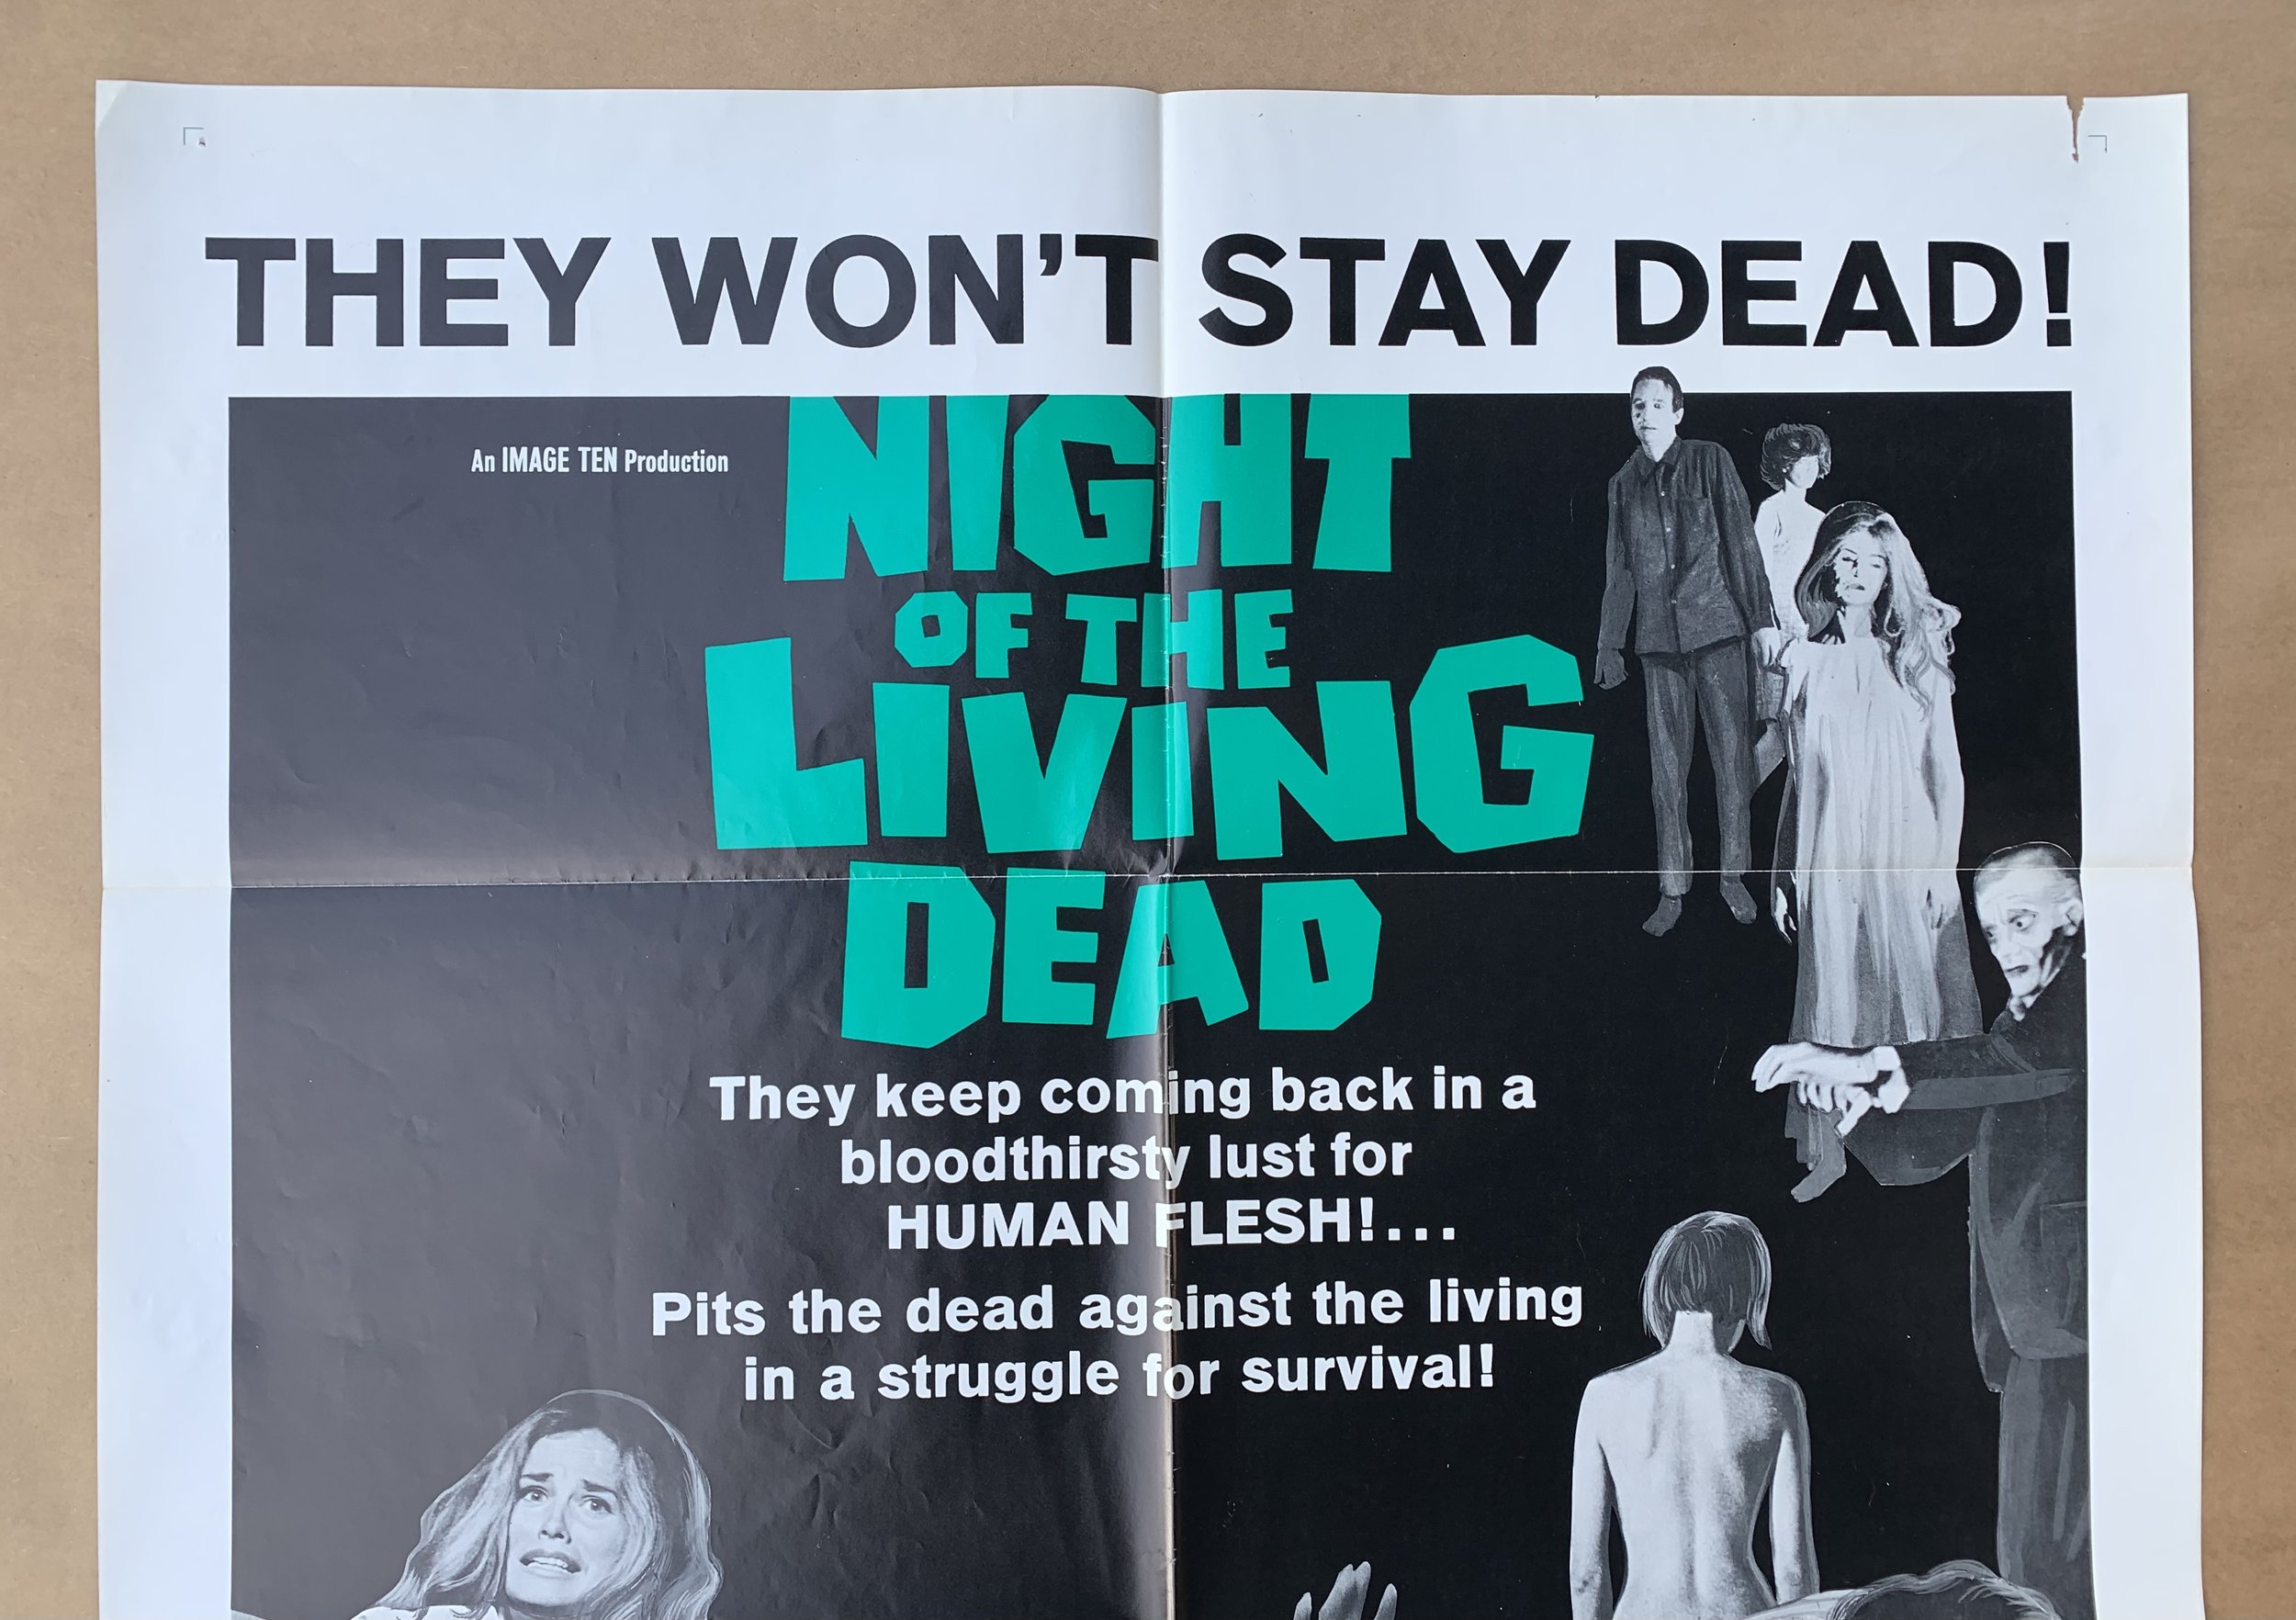 THEY WON'T STAY DEAD!
An IMAGE TEN Production
NIGHT
OF THE
LIVING
DEAD
They keep coming back in a
bloodthirsty lust for
HUMAN FLESH!...
Pits the dead against the living
in a struggle for survival!